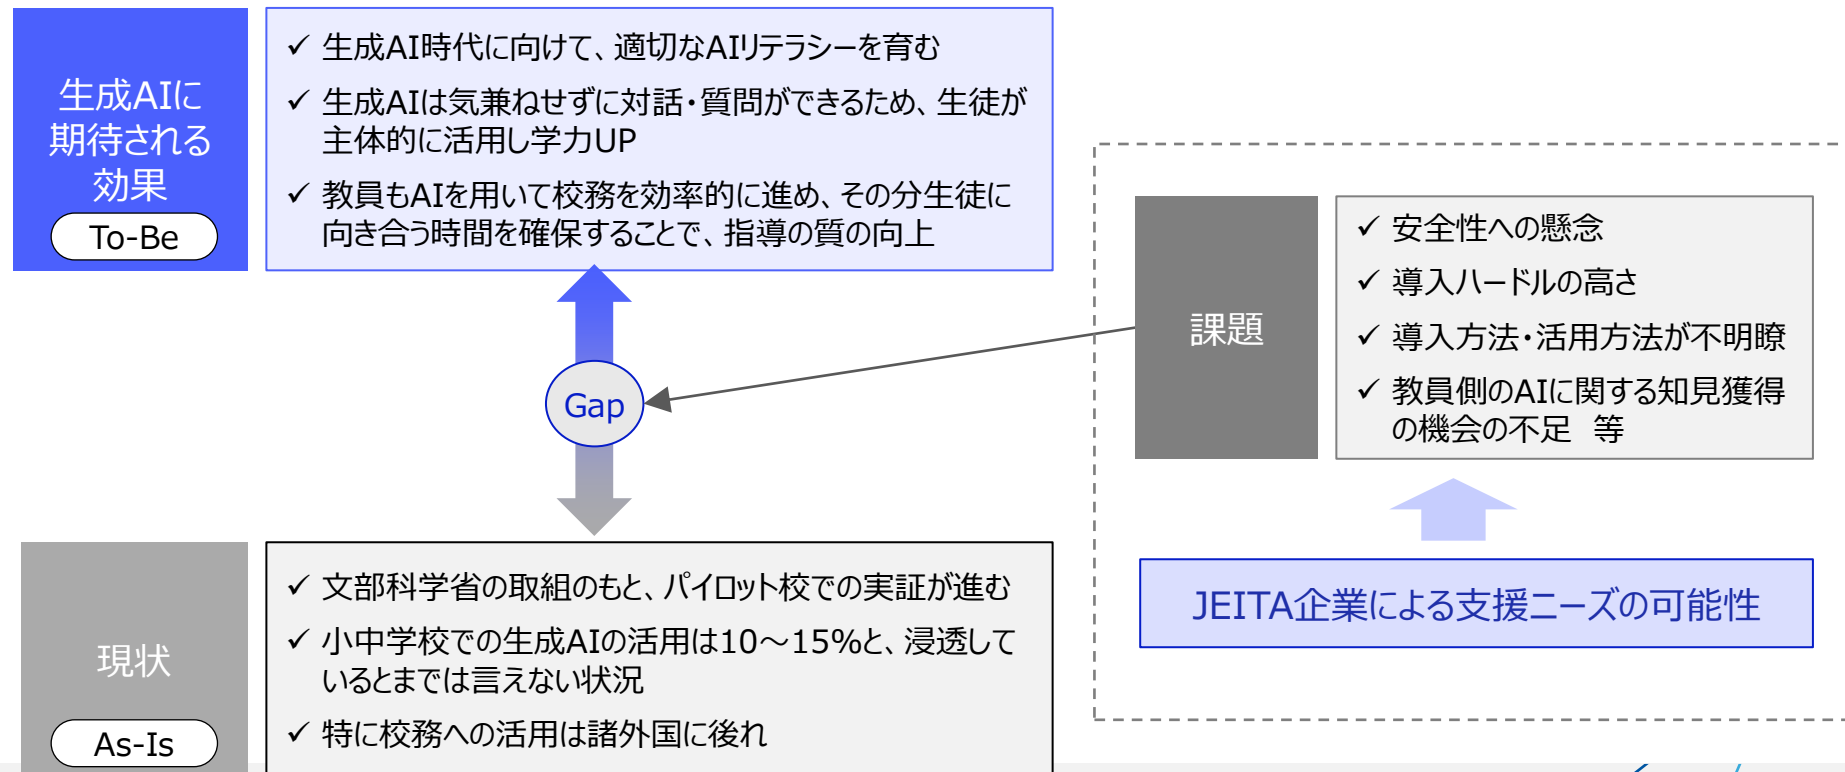 生成AIに
期待される
効果
To-Be
✓ 生成AI時代に向けて、適切なAIリテラシーを育む
✓ 生成AIは気兼ねせずに対話・質問ができるため、生徒が
主体的に活用し学力UP
✓ 教員もAIを用いて校務を効率的に進め、その分生徒に
向き合う時間を確保することで、指導の質の向上
Gap
現状
As-Is
✓ 文部科学省の取組のもと、パイロット校での実証が進む
✓ 小中学校での生成AIの活用は10～15%と、浸透して
いるとまでは言えない状況
✓ 特に校務への活用は諸外国に後れ
課題
✓ 安全性への懸念
✓ 導入ハードルの高さ
✓ 導入方法・活用方法が不明瞭
✓ 教員側のAIに関する知見獲得
の機会の不足　等
JEITA企業による支援ニーズの可能性